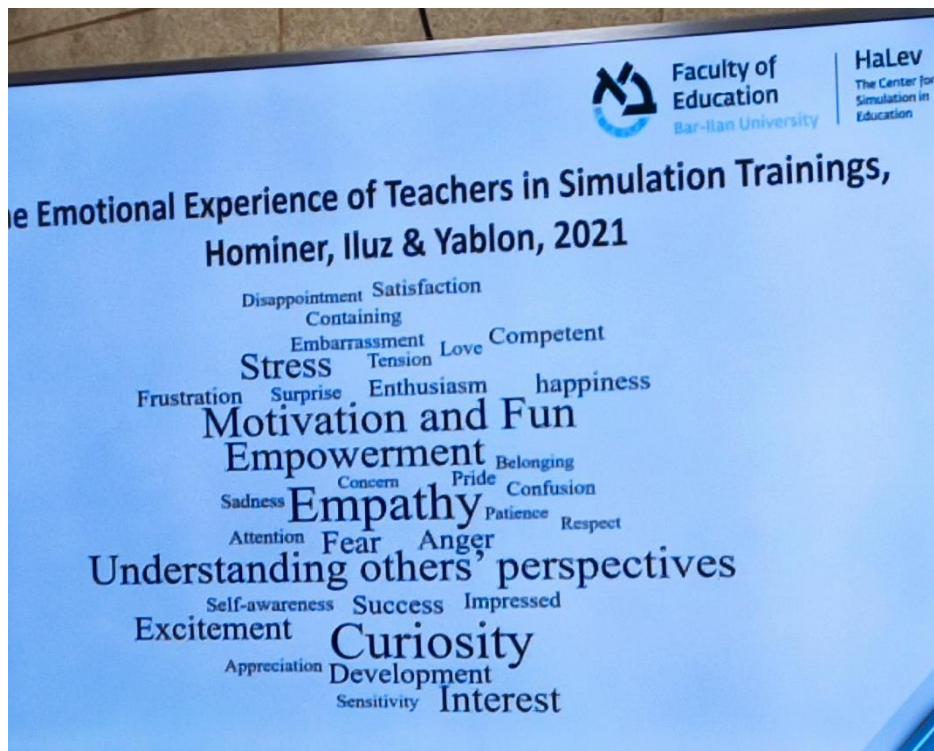 Faculty of
Education
Bar-Ilan University
HaLev
The Center for
Simulation in
Education
Emotional Experience of Teachers in Simulation Trainings,
Hominer, Iluz & Yablon, 2021
Disappointment Satisfaction
Containing
Embarrassment Love Competent
Stress Tension
Frustration Surprise Enthusiasm happiness
Motivation and Fun
Empowerment Belonging
Concern Pride Confusion
Sadness Empathy Patience Respect
Attention Fear Anger
Understanding others' perspectives
Self-awareness Success Impressed
Excitement Curiosity
Appreciation Development
Sensitivity Interest